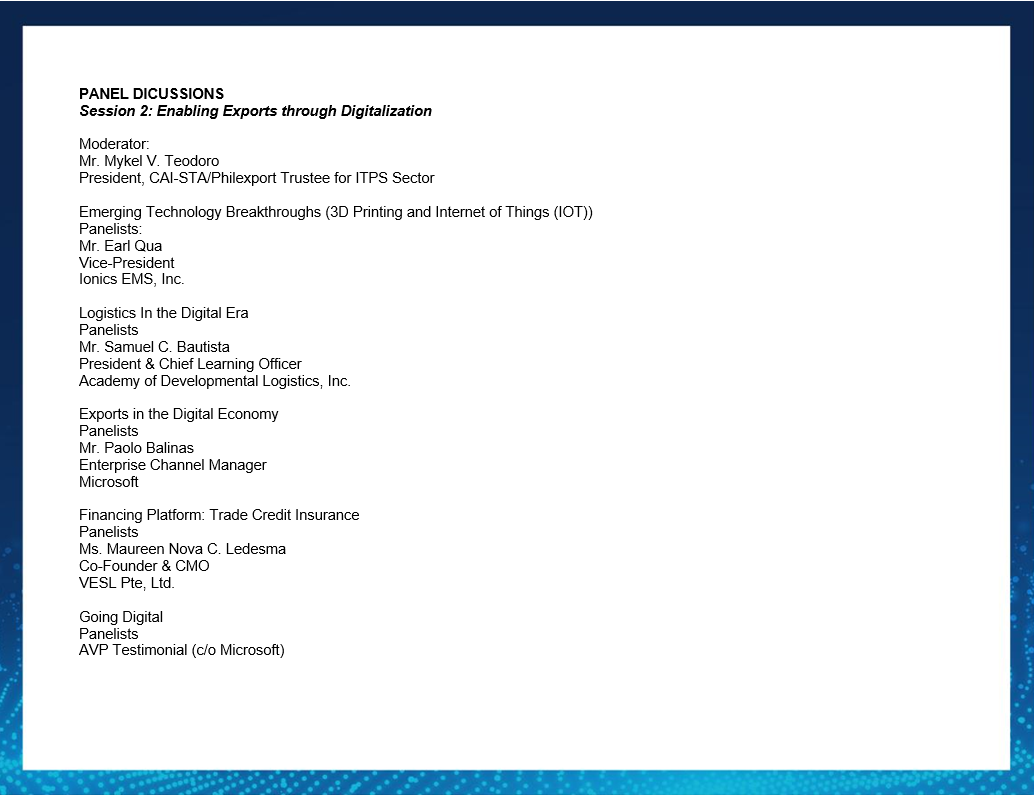 PANEL DICUSSIONS
Session 2: Enabling Exports through Digitalization
Moderator:
Mr. Mykel V. Teodoro
President, CAI-STA/Philexport Trustee for ITPS Sector
Emerging Technology Breakthroughs (3D Printing and Internet of Things (IOT))
Panelists:
Mr. Earl Qua
Vice-President
Ionics EMS, Inc.
Logistics In the Digital Era
Panelists
Mr. Samuel C. Bautista
President & Chief Learning Officer
Academy of Developmental Logistics, Inc.
Exports in the Digital Economy
Panelists
Mr. Paolo Balinas
Enterprise Channel Manager
Microsoft
Financing Platform: Trade Credit Insurance
Panelists
Ms. Maureen Nova C. Ledesma
Co-Founder & CMO
VESL Pte, Ltd.
Going Digital
Panelists
AVP Testimonial (c/o Microsoft)